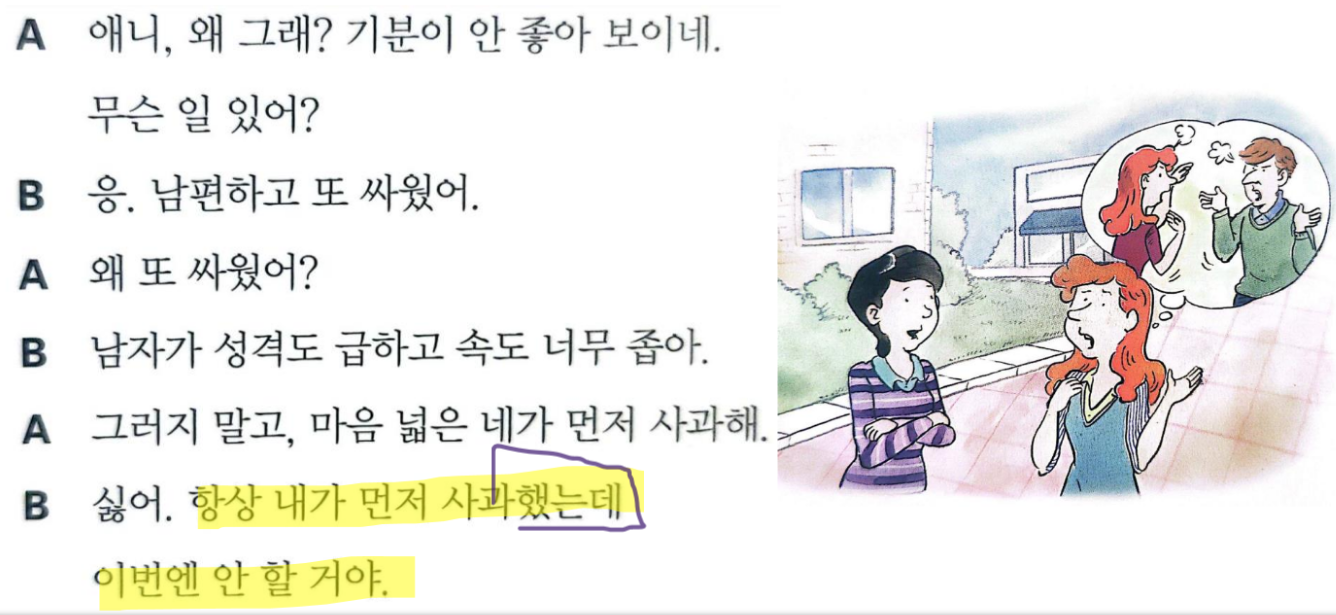 A 애니, 왜 그래? 기분이 안 좋아 보이네.
무슨 일 있어?
B 응. 남편하고 또 싸웠어.
A 왜 또 싸웠어?
B 남자가 성격도 급하고 속도 너무 좁아.
A 그러지 말고, 마음 넓은 네가 먼저 사과해.
B 싫어. 항상 내가 먼저 사과했는데
이번엔 안 할 거야.